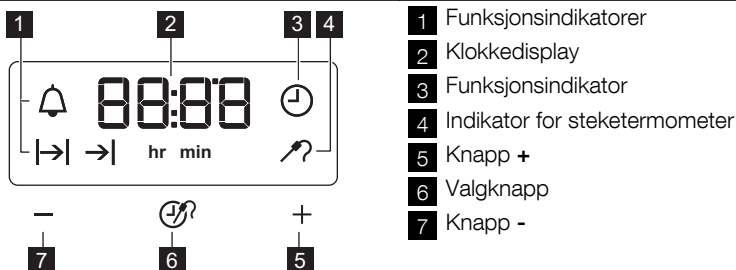 1 2 3 4
88:88
hr min
− +
7 6 5
1 Funksjonsindikatorer
2 Klokkedisplay
3 Funksjonsindikator
4 Indikator for steketermometer
5 Knapp +
6 Valgknapp
7 Knapp -